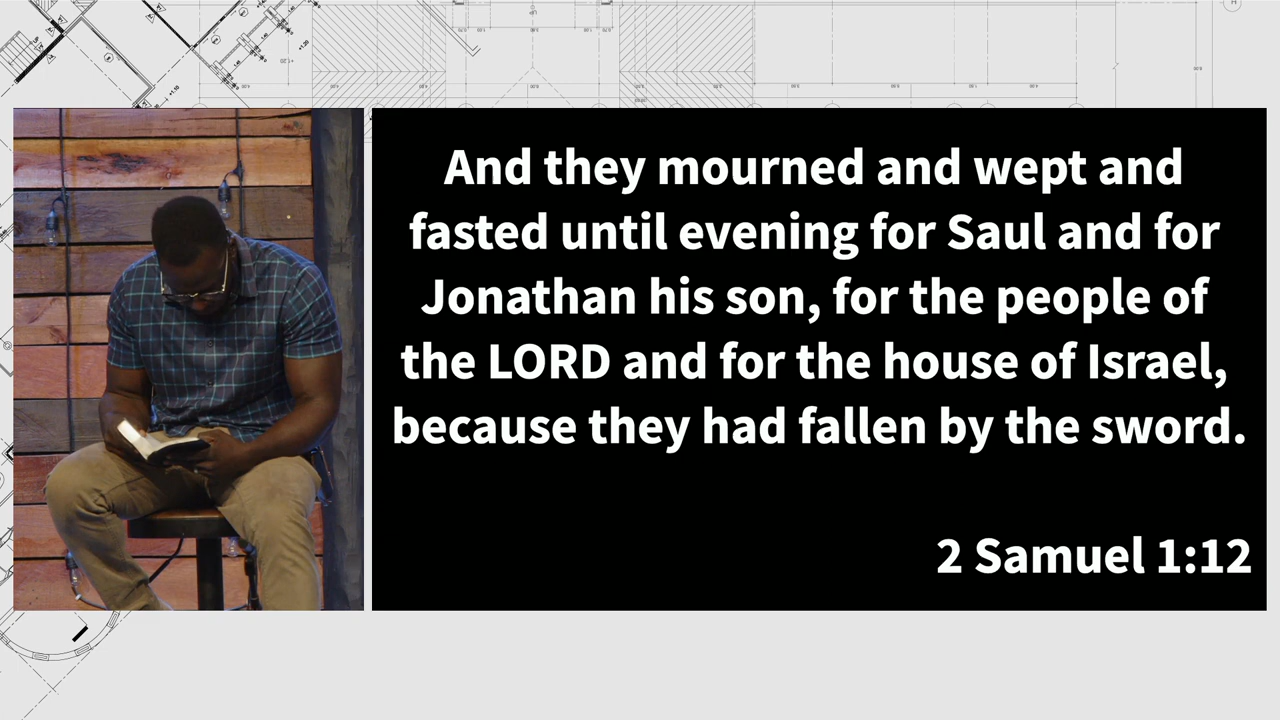 And they mourned and wept and
fasted until evening for Saul and for
Jonathan his son, for the people of
the LORD and for the house of Israel,
because they had fallen by the sword.
2 Samuel 1:12